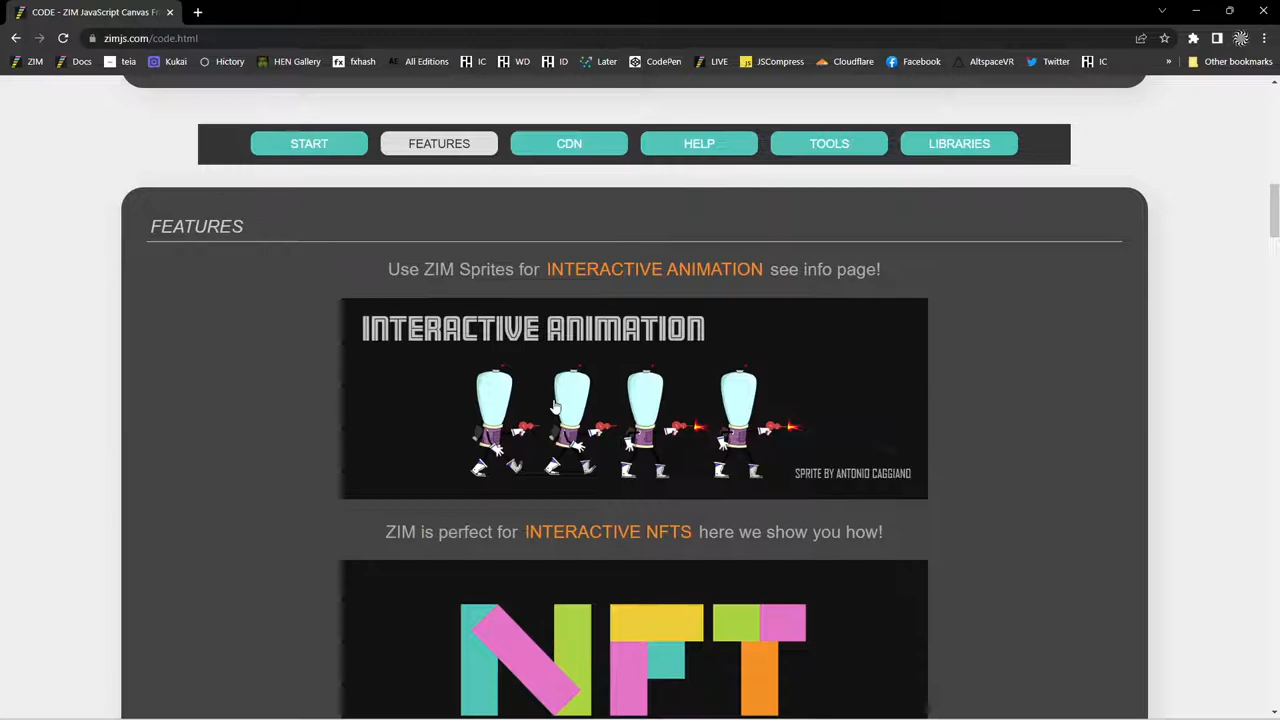 CODE - ZIM JavaScript Canvas Fr
zimjs.com/code.html
ZIM Docs teia Kukai Hictory HEN Gallery fxhash All Editions IC WD ID Later CodePen LIVE JSCompress Cloudflare Facebook AltspaceVR Twitter IC » Other bookmarks
START FEATURES CDN HELP TOOLS LIBRARIES
FEATURES
Use ZIM Sprites for INTERACTIVE ANIMATION see info page!
INTERACTIVE ANIMATION
SPRITE BY ANTONIO CAGGIANO
ZIM is perfect for INTERACTIVE NFTS here we show you how!
NFT